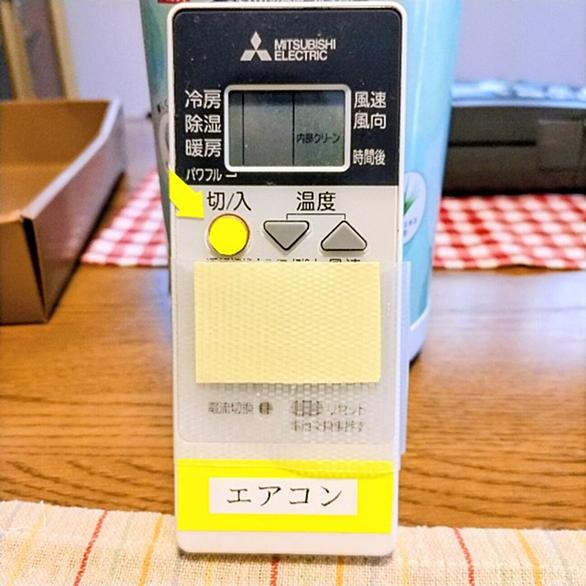 MITSUBISHI
ELECTRIC
冷房
除湿
暖房
パワフル
内部クリーン
風速
風向
時間後
切/入
温度
電流切換
リセット
エアコン